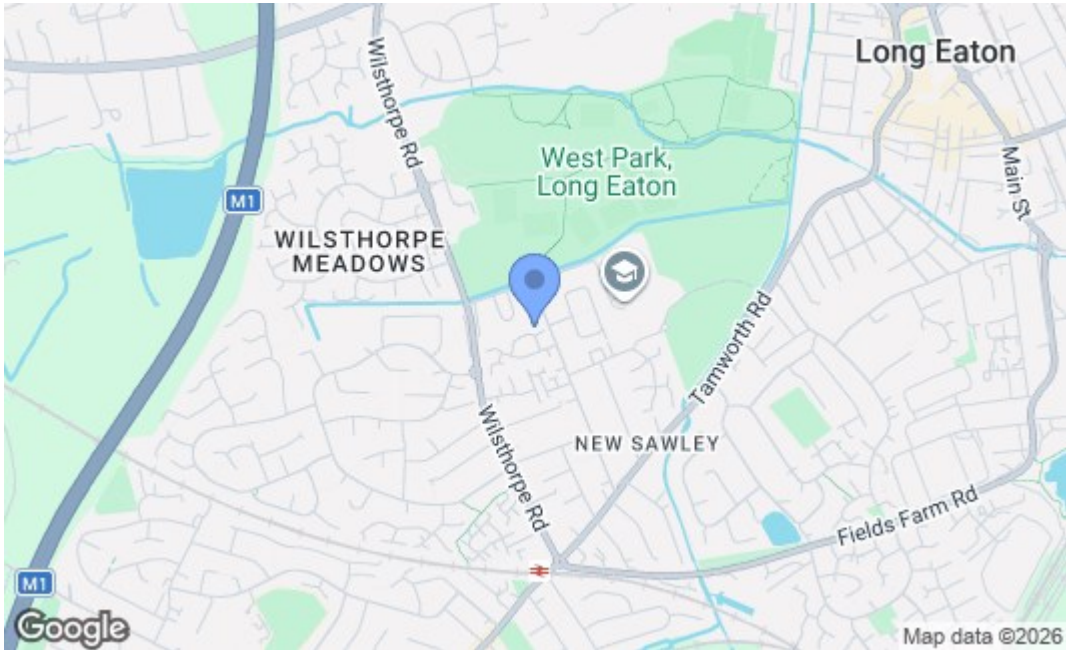 Long Eaton
Wilsthorpe Rd
West Park,
Long Eaton
Main St
M1
WILSTHORPE
MEADOWS
Tamworth Rd
Wilsthorpe Rd
NEW SAWLEY
Fields Farm Rd
M1
Google
Map data ©2026